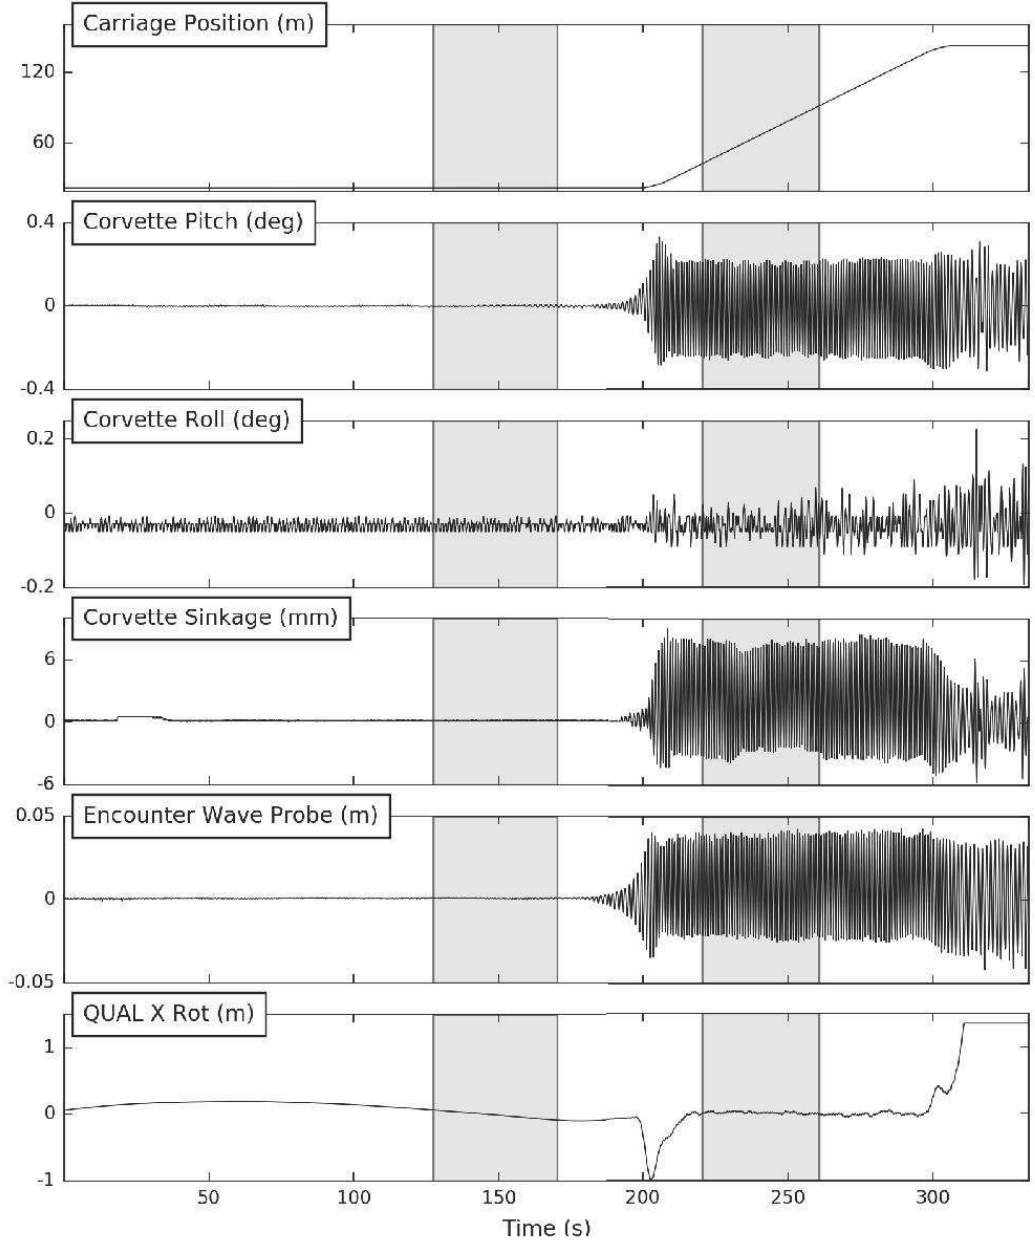 Carriage Position (m)
120
60
Corvette Pitch (deg)
0.4
0
-0.4
Corvette Roll (deg)
0.2
0
-0.2
Corvette Sinkage (mm)
6
0
-6
Encounter Wave Probe (m)
0.05
0
-0.05
QUAL X Rot (m)
1
0
-1
50 100 150 200 250 300
Time (s)